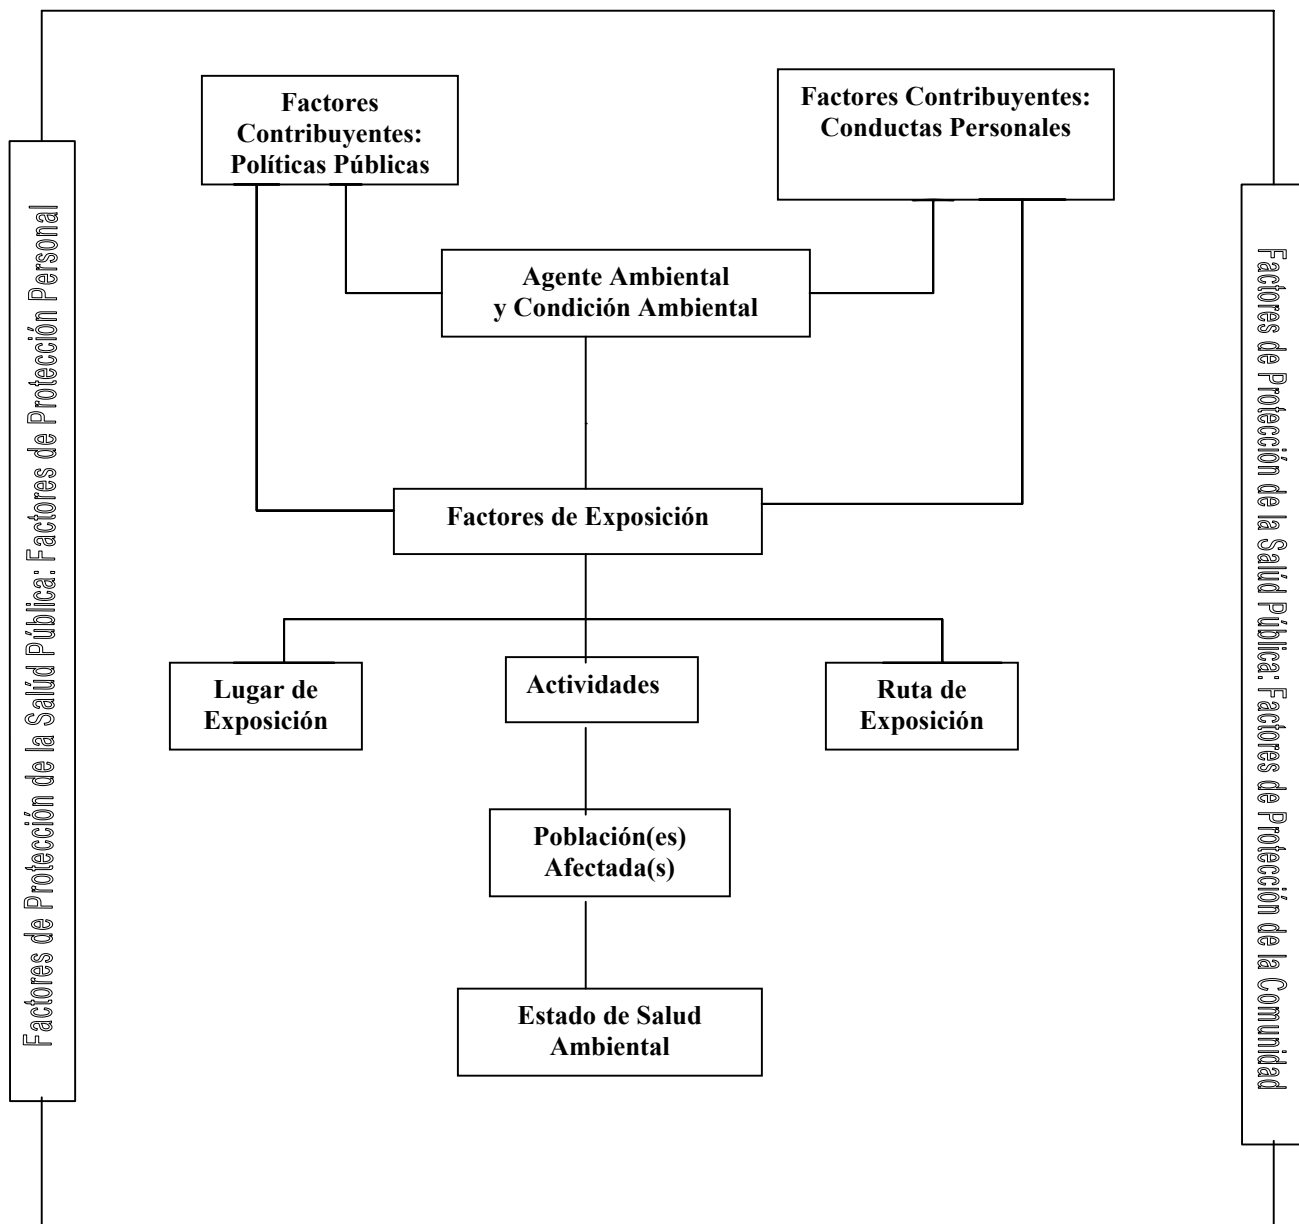 Factores
Contribuyentes:
Políticas Públicas
Factores Contribuyentes:
Conductas Personales
Agente Ambiental
y Condición Ambiental
Factores de Exposición
Lugar de
Exposición
Actividades
Ruta de
Exposición
Población(es)
Afectada(s)
Estado de Salud
Ambiental
Factores de Protección de la Salúd Pública: Factores de Protección Personal
Factores de Protección de la Salúd Pública: Factores de Protección de la Comunidad